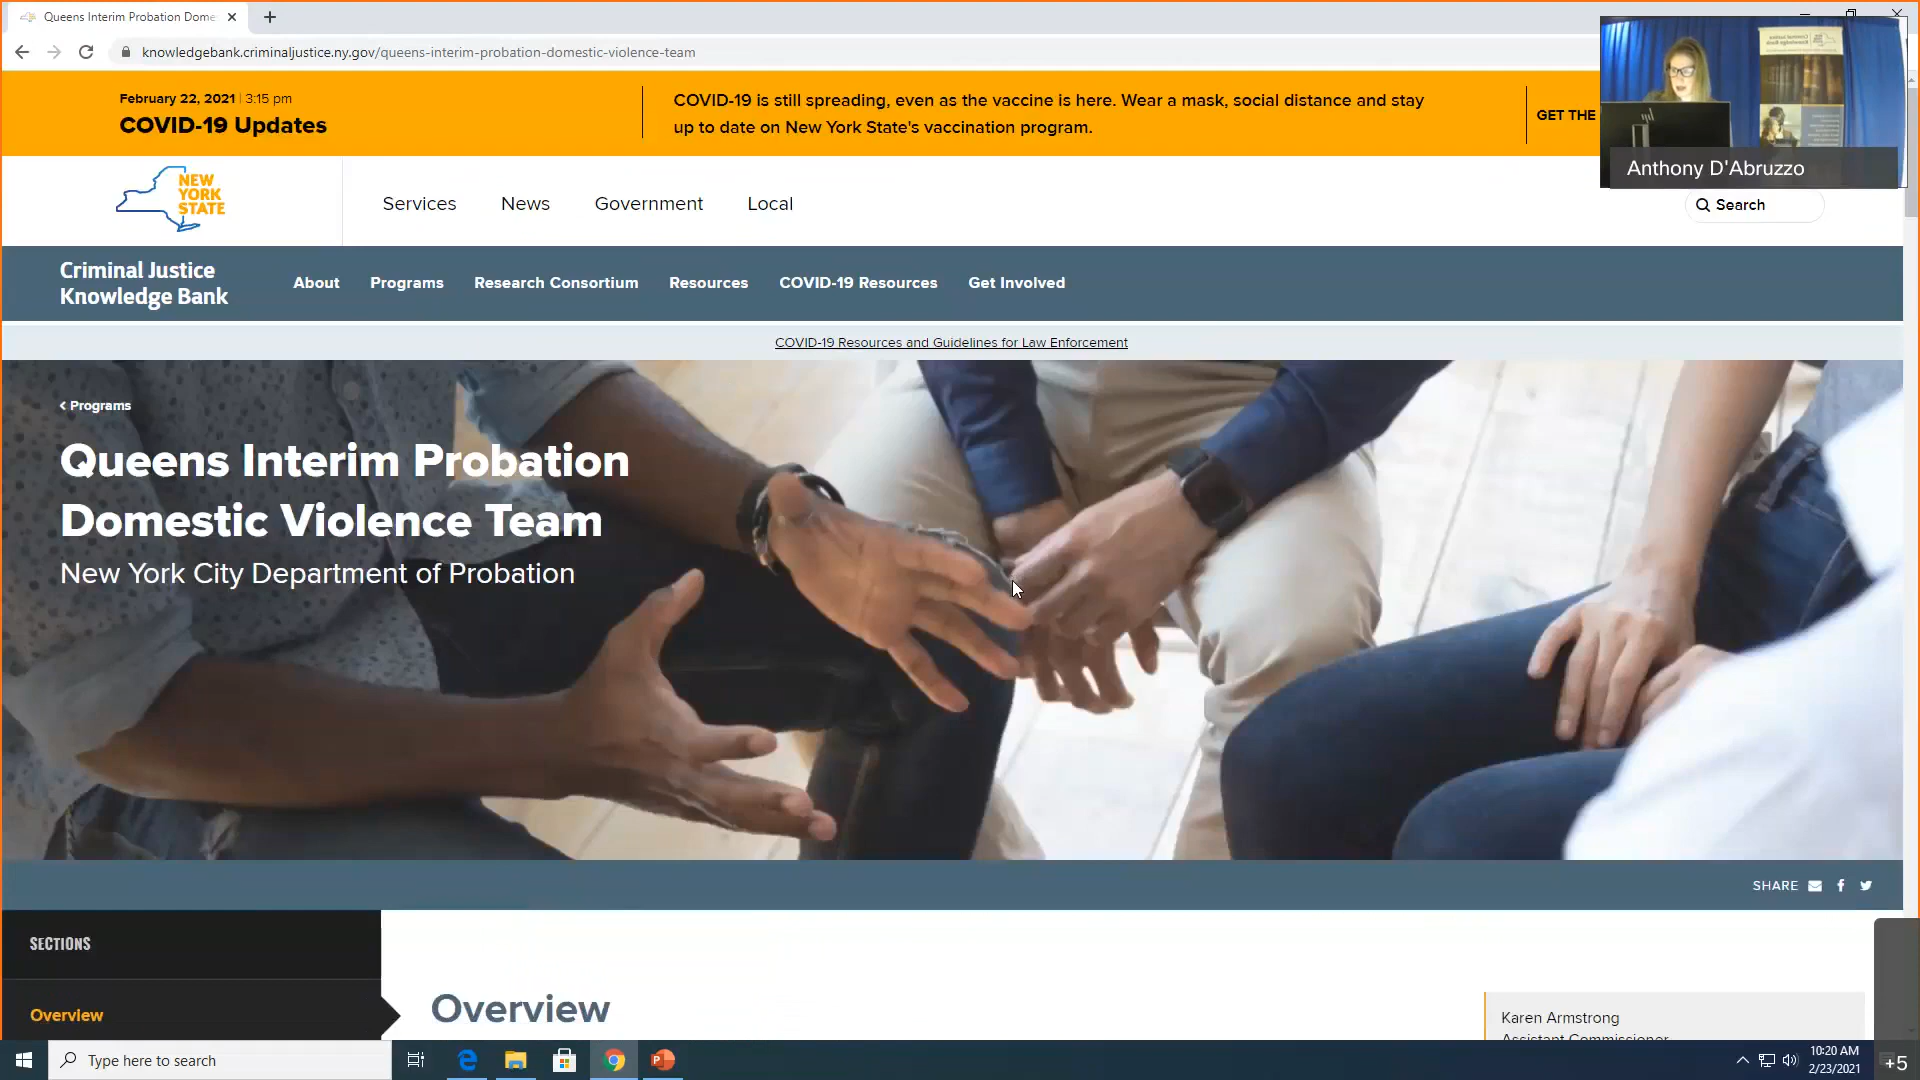 Queens Interim Probation Dome
knowledgebank.criminaljustice.ny.gov/queens-interim-probation-domestic-violence-team
February 22, 2021 | 3:15 pm
COVID-19 Updates
COVID-19 is still spreading, even as the vaccine is here. Wear a mask, social distance and stay
up to date on New York State's vaccination program.
GET THE
Anthony D'Abruzzo
NEW
YORK
STATE
Services News Government Local
Search
Criminal Justice
Knowledge Bank
About Programs Research Consortium Resources COVID-19 Resources Get Involved
COVID-19 Resources and Guidelines for Law Enforcement
< Programs
Queens Interim Probation
Domestic Violence Team
New York City Department of Probation
SHARE
SECTIONS
Overview
Overview
Karen Armstrong
Assistant Commissioner
Type here to search
10:20 AM
2/23/2021
+5